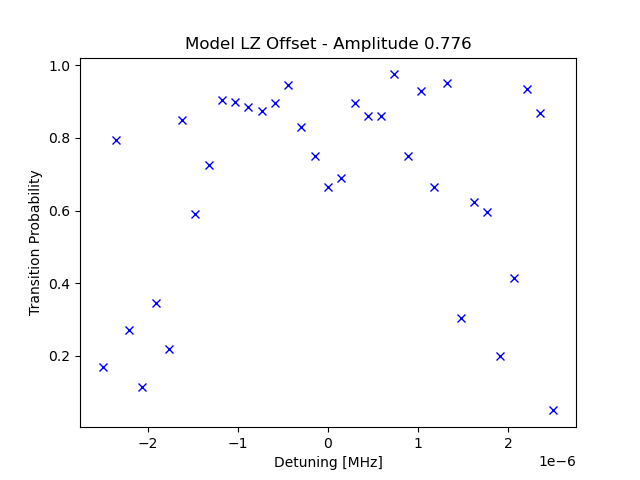 Model LZ Offset - Amplitude 0.776
1.0
0.8
0.6
0.4
0.2
Transition Probability
−2
−1
0
1
2
1e−6
Detuning [MHz]